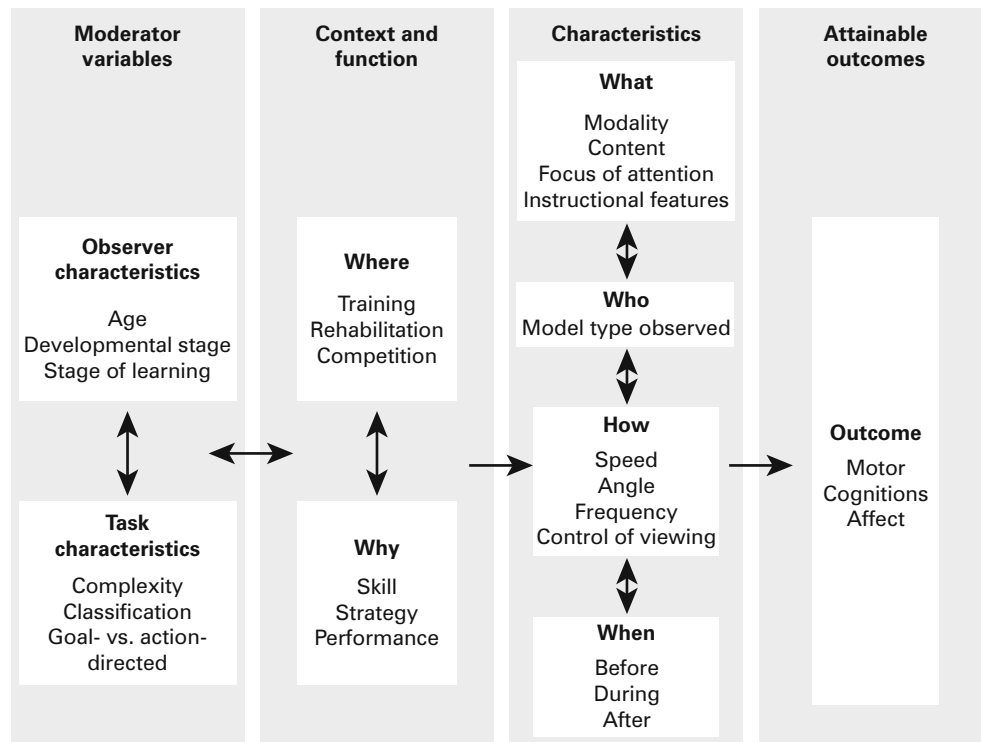 Moderator
variables
Observer
characteristics
Age
Developmental stage
Stage of learning
Task
characteristics
Complexity
Classification
Goal- vs. action-
directed
Context and
function
Where
Training
Rehabilitation
Competition
Why
Skill
Strategy
Performance
Characteristics
What
Modality
Content
Focus of attention
Instructional features
Who
Model type observed
How
Speed
Angle
Frequency
Control of viewing
When
Before
During
After
Attainable
outcomes
Outcome
Motor
Cognitions
Affect